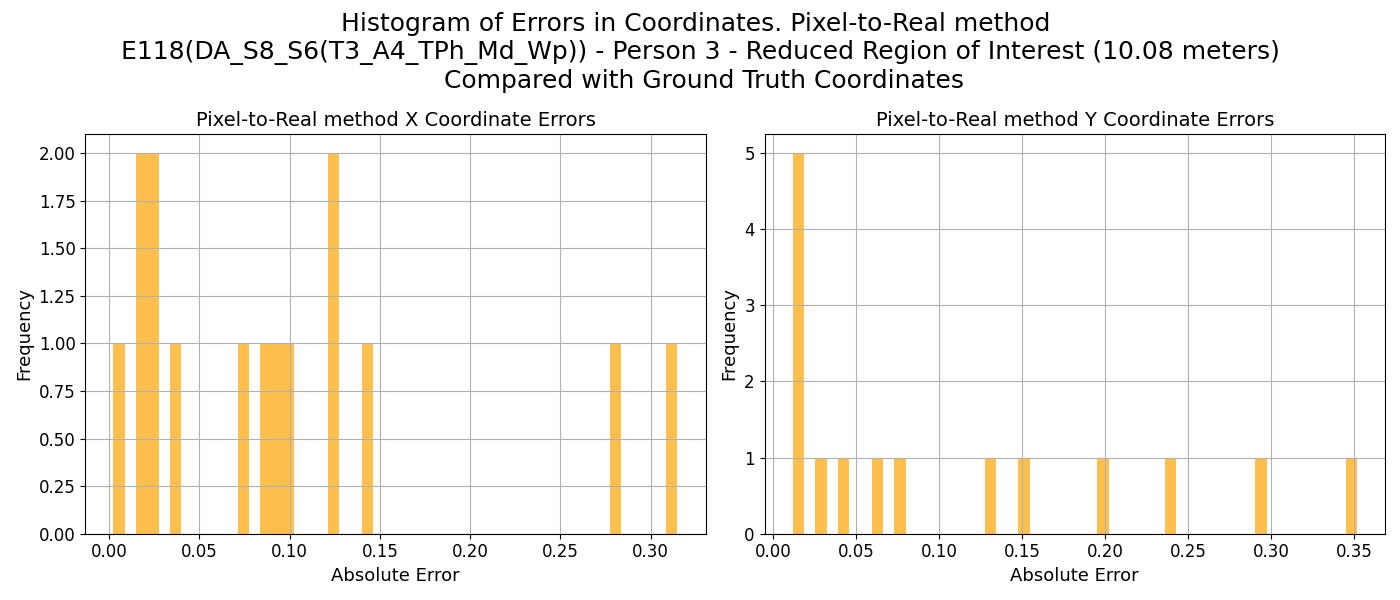 Histogram of Errors in Coordinates. Pixel-to-Real method
E118(DA_S8_S6(T3_A4_TPh_Md_Wp)) - Person 3 - Reduced Region of Interest (10.08 meters)
Compared with Ground Truth Coordinates
Pixel-to-Real method X Coordinate Errors
Frequency
2.00
1.75
1.50
1.25
1.00
0.75
0.50
0.25
0.00
0.00 0.05 0.10 0.15 0.20 0.25 0.30
Absolute Error
Pixel-to-Real method Y Coordinate Errors
Frequency
5
4
3
2
1
0
0.00 0.05 0.10 0.15 0.20 0.25 0.30 0.35
Absolute Error